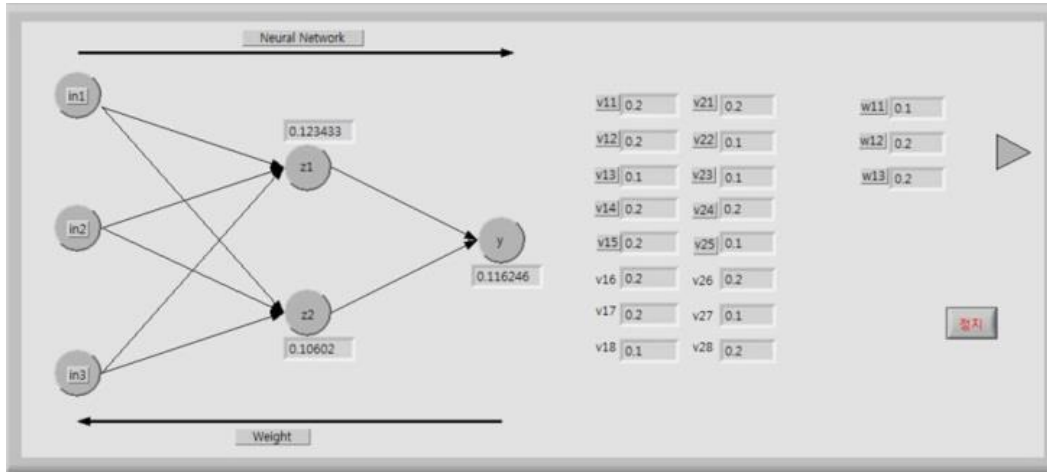 Neural Network
in1
0.123433
z1
in2
y
0.116246
z2
0.10602
in3
Weight
v11 0.2 v21 0.2
v12 0.2 v22 0.1
v13 0.1 v23 0.1
v14 0.2 v24 0.2
v15 0.2 v25 0.1
v16 0.2 v26 0.2
v17 0.2 v27 0.1
v18 0.1 v28 0.2
w11 0.1
w12 0.2
w13 0.2
정지